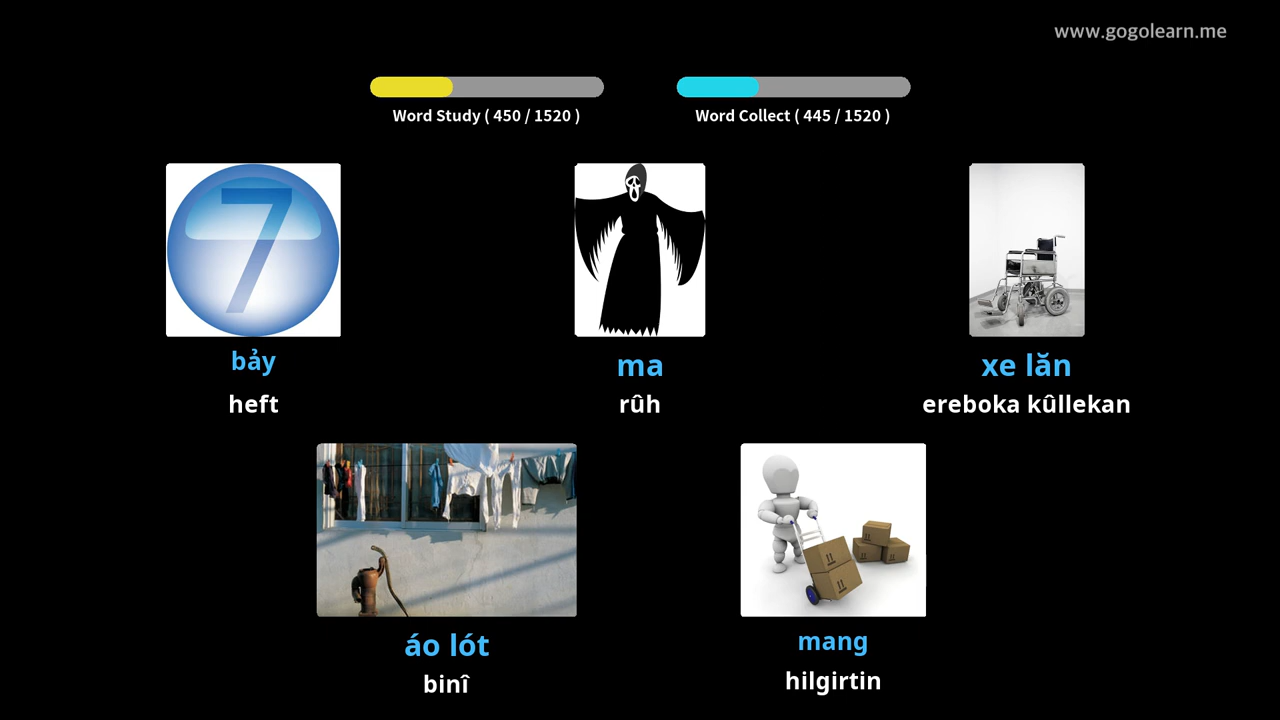 www.gogolearn.me
Word Study ( 450 / 1520 )
Word Collect ( 445 / 1520 )
7
bảy
ma
xe lăn
heft
rûh
ereboka kûllekan
áo lót
mang
binî
hilgirtin